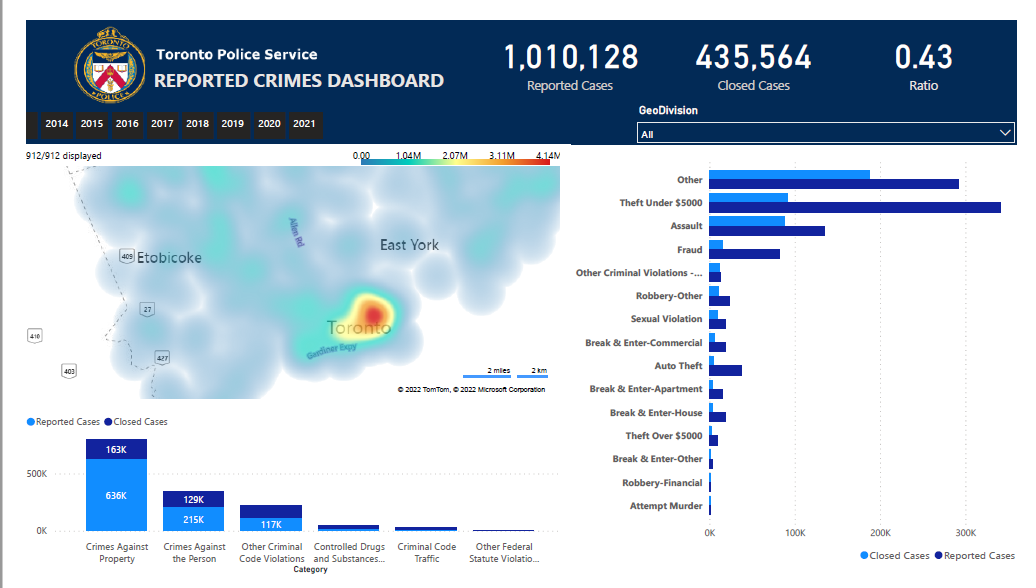 TORONTO
POLICE
Toronto Police Service
REPORTED CRIMES DASHBOARD
1,010,128
Reported Cases
435,564
Closed Cases
0.43
Ratio
2014 2015 2016 2017 2018 2019 2020 2021
GeoDivision
All
912/912 displayed
0.00 1.04M 2.07M 3.11M 4.14M
Allen Rd
East York
409 Etobicoke
27
Toronto
410
Gardiner Expy
427
403
2 miles 2 km
© 2022 TomTom, © 2022 Microsoft Corporation
Reported Cases Closed Cases
500K
0K
163K
636K
129K
215K
117K
Crimes Against Property
Crimes Against the Person
Other Criminal Code Violations
Controlled Drugs and Substances...
Criminal Code Traffic
Other Federal Statute Violatio...
Category
Other
Theft Under $5000
Assault
Fraud
Other Criminal Violations -...
Robbery-Other
Sexual Violation
Break & Enter-Commercial
Auto Theft
Break & Enter-Apartment
Break & Enter-House
Theft Over $5000
Break & Enter-Other
Robbery-Financial
Attempt Murder
0K 100K 200K 300K
Closed Cases Reported Cases